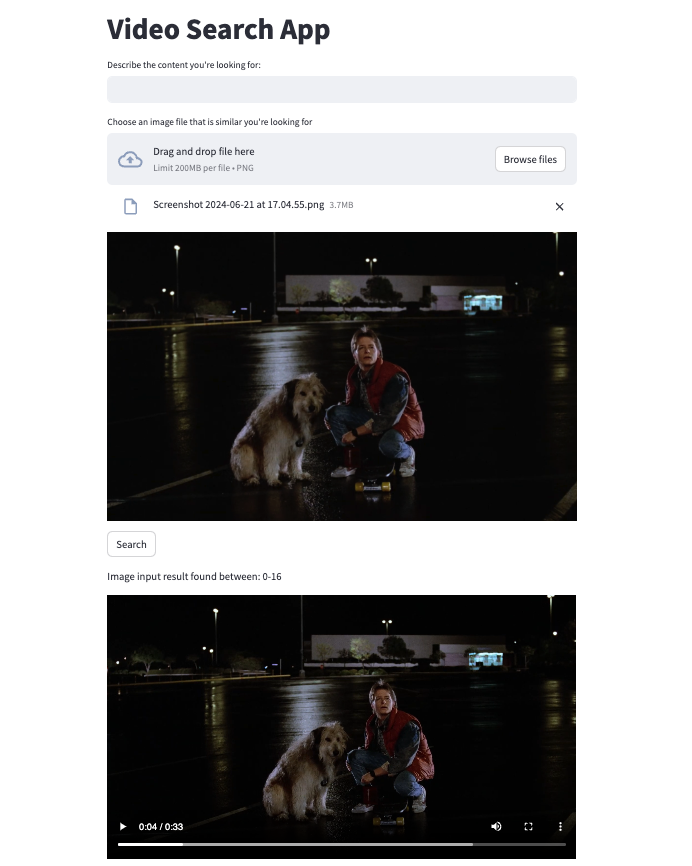 Video Search App
Describe the content you're looking for:
Choose an image file that is similar you're looking for
Drag and drop file here
Limit 200MB per file • PNG
Browse files
Screenshot 2024-06-21 at 17.04.55.png 3.7MB
Search
Image input result found between: 0-16
0:04 / 0:33